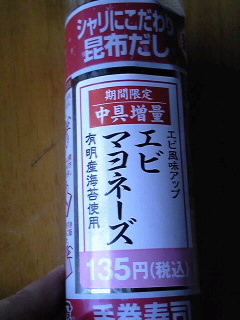 シャリにこだわり
昆布だし
期間限定
中具増量
エビ風味アップ
エビ
マヨネーズ
有明産海苔使用
135円(税込)
手巻寿司